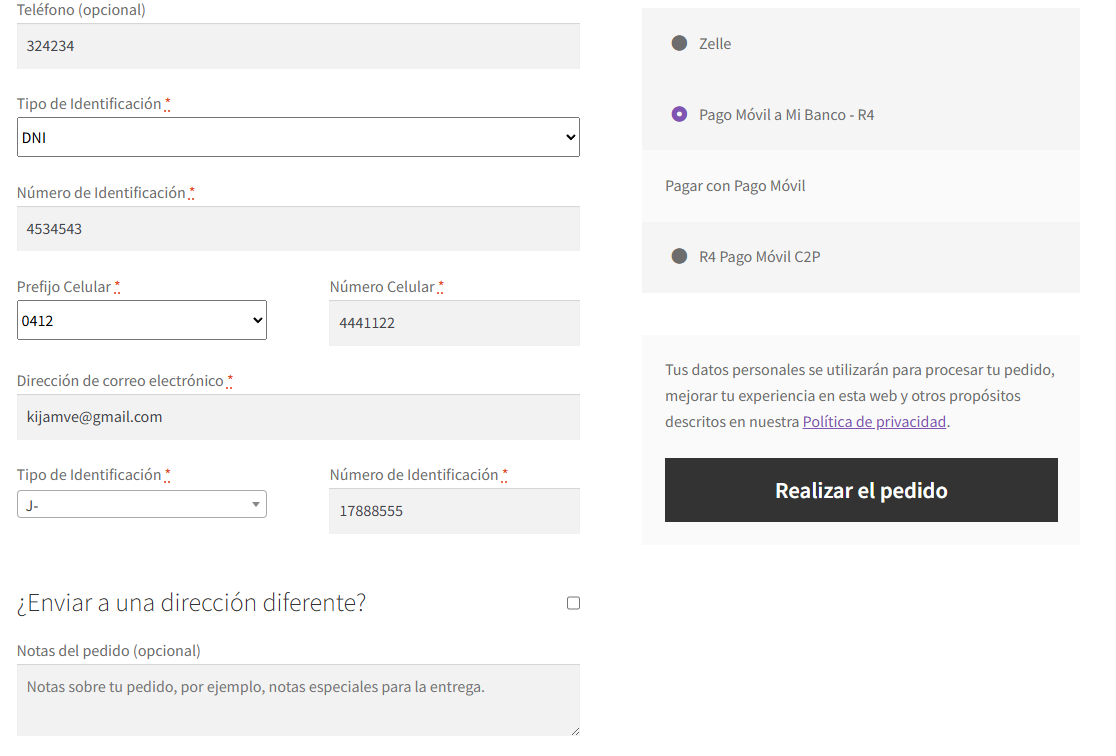 Teléfono (opcional)
324234
Tipo de Identificación *
DNI
Número de Identificación *
4534543
Prefijo Celular *
0412
Número Celular *
4441122
Dirección de correo electrónico *
kijamve@gmail.com
Tipo de Identificación *
J-
Número de Identificación *
17888555
¿Enviar a una dirección diferente?
Notas del pedido (opcional)
Notas sobre tu pedido, por ejemplo, notas especiales para la entrega.
Zelle
Pago Móvil a Mi Banco - R4
Pagar con Pago Móvil
R4 Pago Móvil C2P
Tus datos personales se utilizarán para procesar tu pedido,
mejorar tu experiencia en esta web y otros propósitos
descritos en nuestra Política de privacidad.
Realizar el pedido